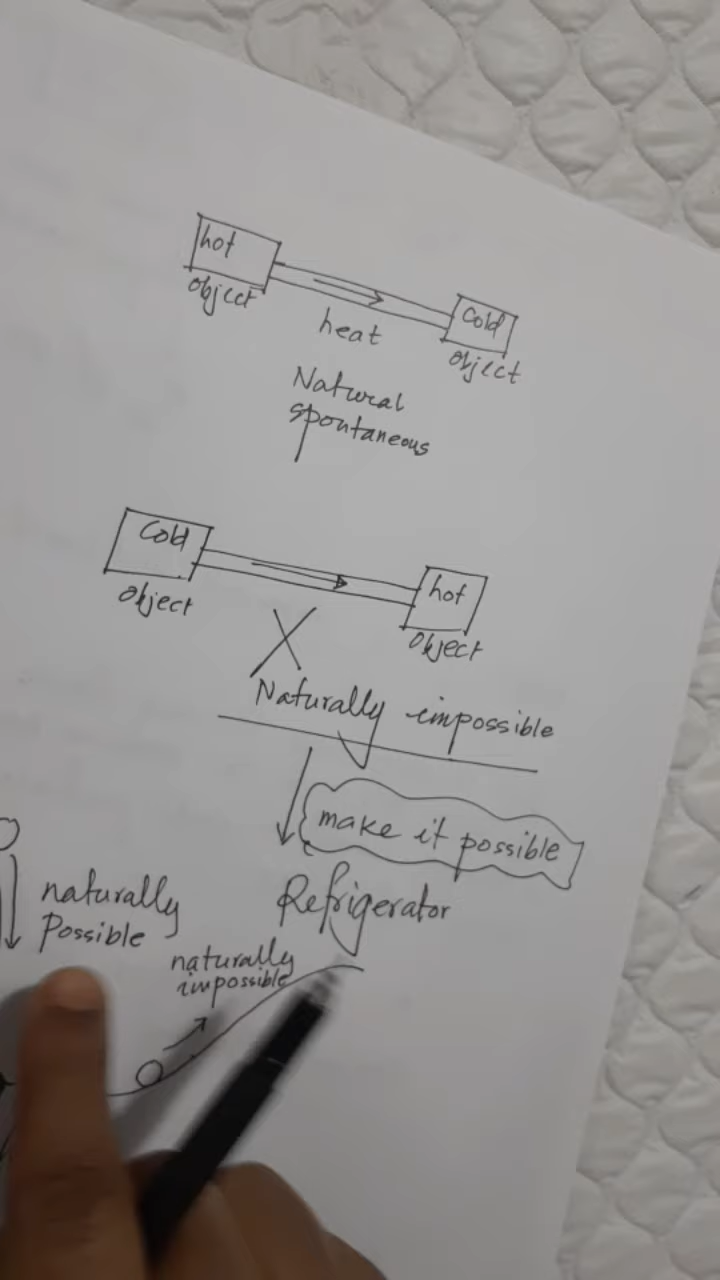 hot
object
heat
cold
object
Natural
spontaneous
Cold
object
hot
object
Naturally impossible
make it possible
Refrigerator
naturally
Possible
naturally
impossible